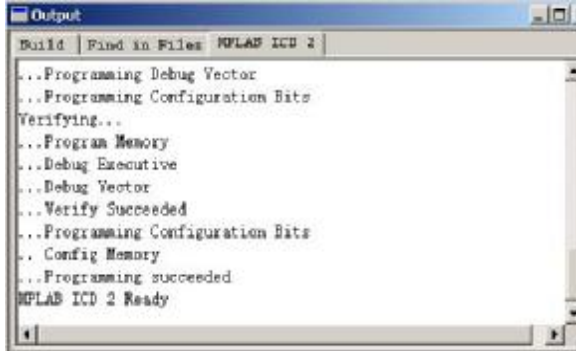 Output
Build Find in Files MPLAB ICD 2
...Programming Debug Vector
...Programming Configuration Bits
Verifying...
...Program Memory
...Debug Executive
...Debug Vector
...Verify Succeeded
...Programming Configuration Bits
.. Config Memory
...Programming succeeded
MPLAB ICD 2 Ready